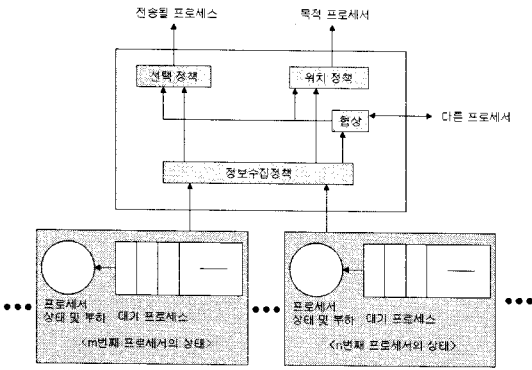 전송될 프로세스
목적 프로세서
선택 정책
위치 정책
협상
다른 프로세서
정보수집정책
프로세서
상태 및 부하
대기 프로세스
<m번째 프로세서의 상태>
프로세서
상태 및 부하
대기 프로세스
<n번째 프로세서의 상태>